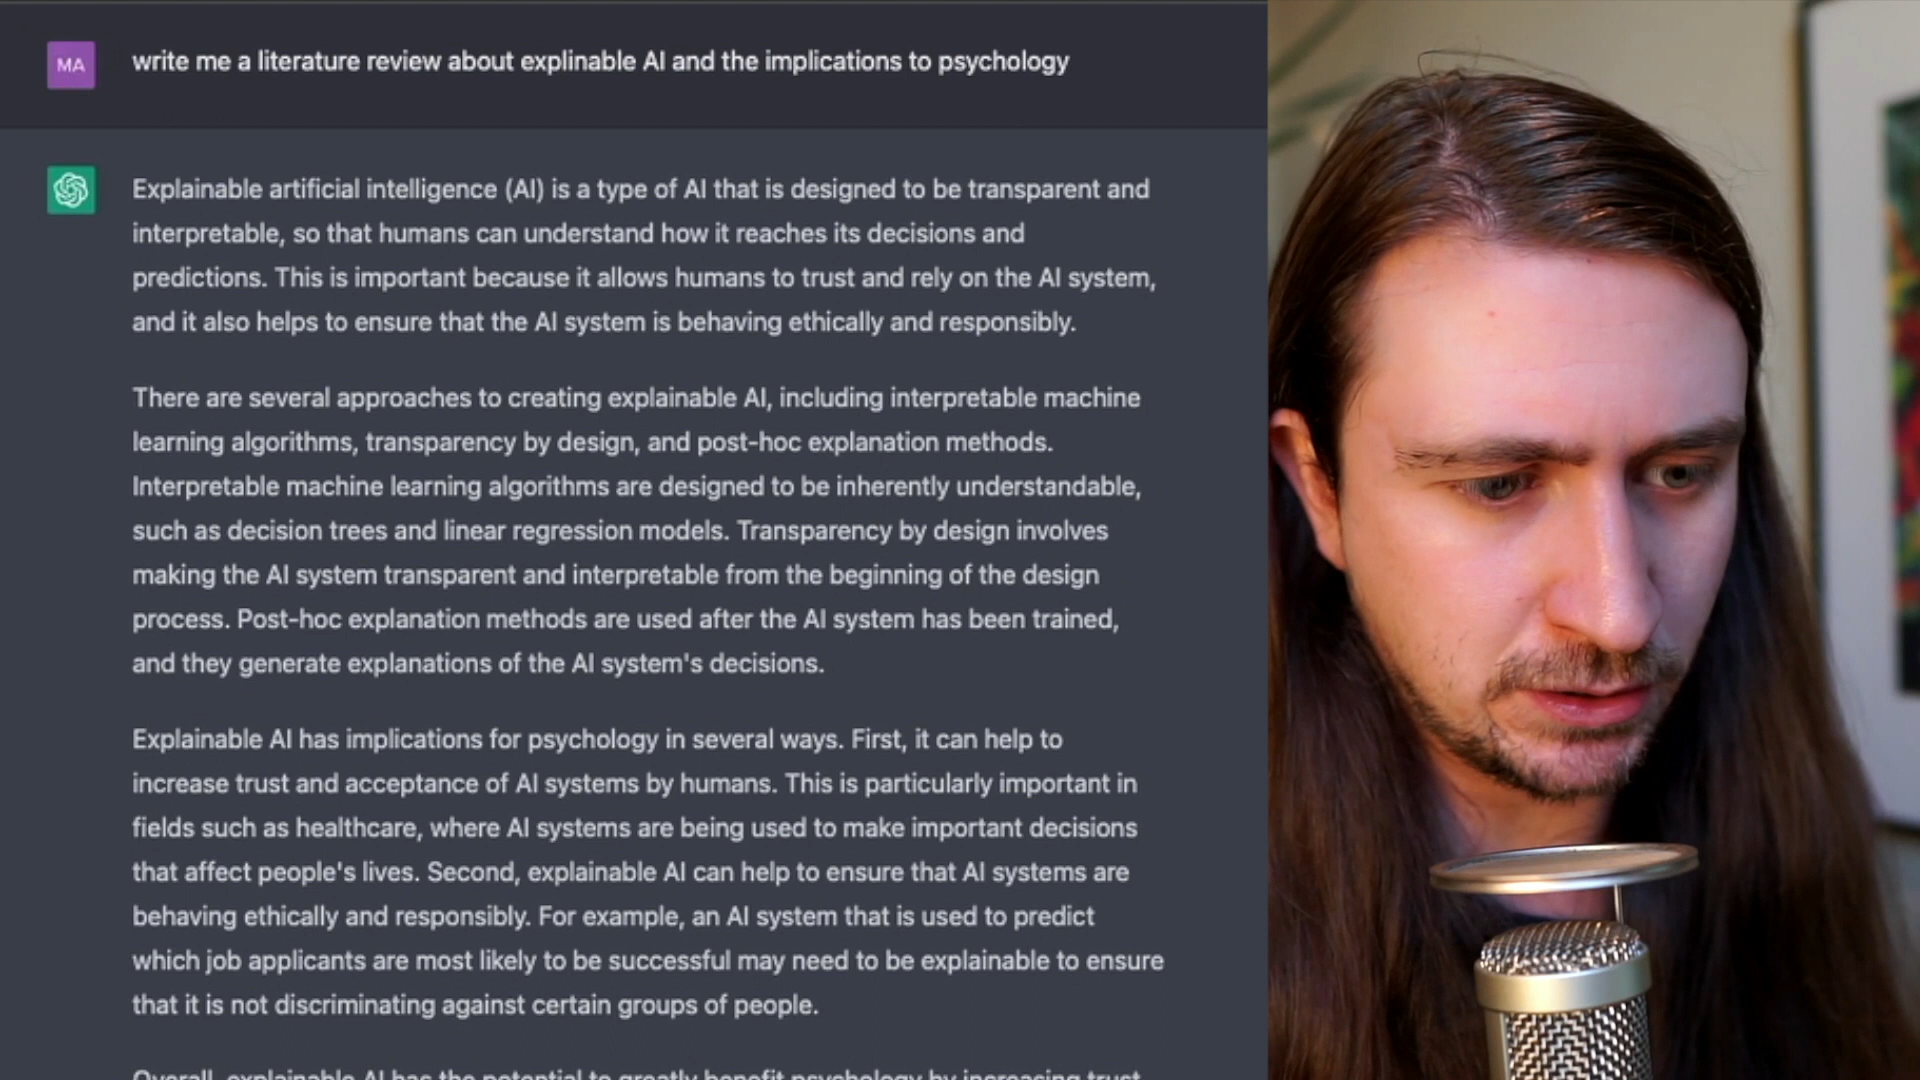 MA
write me a literature review about explinable AI and the implications to psychology
Explainable artificial intelligence (AI) is a type of AI that is designed to be transparent and
interpretable, so that humans can understand how it reaches its decisions and
predictions. This is important because it allows humans to trust and rely on the AI system,
and it also helps to ensure that the AI system is behaving ethically and responsibly.
There are several approaches to creating explainable AI, including interpretable machine
learning algorithms, transparency by design, and post-hoc explanation methods.
Interpretable machine learning algorithms are designed to be inherently understandable,
such as decision trees and linear regression models. Transparency by design involves
making the AI system transparent and interpretable from the beginning of the design
process. Post-hoc explanation methods are used after the AI system has been trained,
and they generate explanations of the AI system's decisions.
Explainable AI has implications for psychology in several ways. First, it can help to
increase trust and acceptance of AI systems by humans. This is particularly important in
fields such as healthcare, where AI systems are being used to make important decisions
that affect people's lives. Second, explainable AI can help to ensure that AI systems are
behaving ethically and responsibly. For example, an AI system that is used to predict
which job applicants are most likely to be successful may need to be explainable to ensure
that it is not discriminating against certain groups of people.
Overall, explainable AI has the potential to greatly benefit psychology by increasing trust